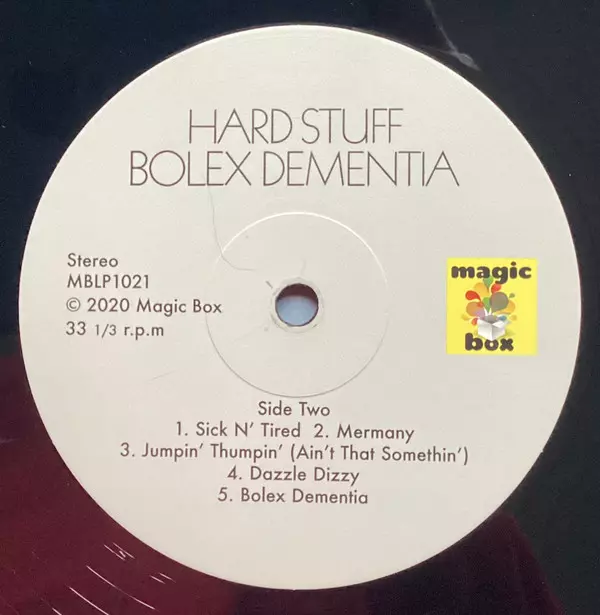 HARD STUFF
BOLEX DEMENTIA
Stereo
MBLP1021
© 2020 Magic Box
33 1/3 r.p.m
magic
box
Side Two
1. Sick N' Tired 2. Mermany
3. Jumpin' Thumpin' (Ain't That Somethin')
4. Dazzle Dizzy
5. Bolex Dementia